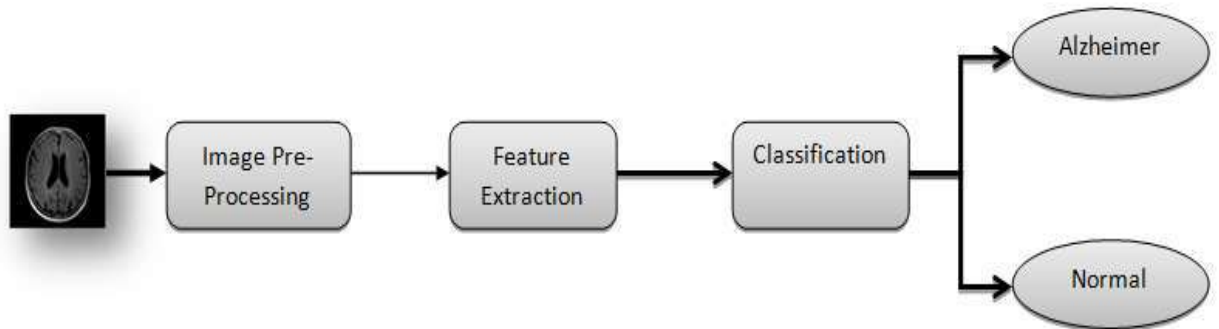 Image Pre-
Processing
Feature
Extraction
Classification
Alzheimer
Normal